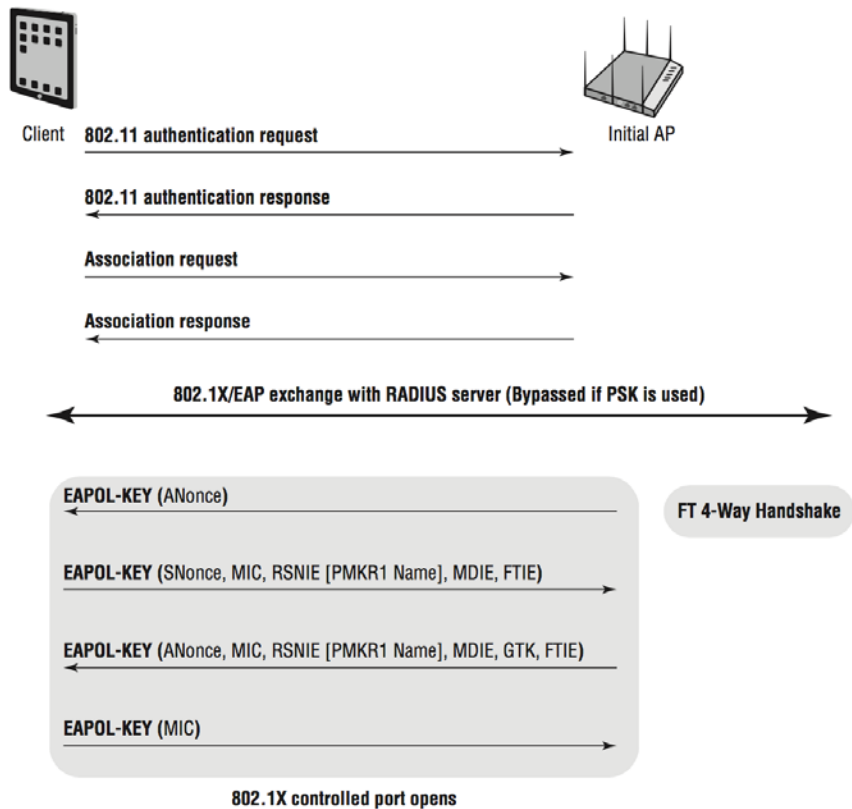 Client
Initial AP
802.11 authentication request
802.11 authentication response
Association request
Association response
802.1X/EAP exchange with RADIUS server (Bypassed if PSK is used)
EAPOL-KEY (ANonce)
FT 4-Way Handshake
EAPOL-KEY (SNonce, MIC, RSNIE [PMKR1 Name], MDIE, FTIE)
EAPOL-KEY (ANonce, MIC, RSNIE [PMKR1 Name], MDIE, GTK, FTIE)
EAPOL-KEY (MIC)
802.1X controlled port opens